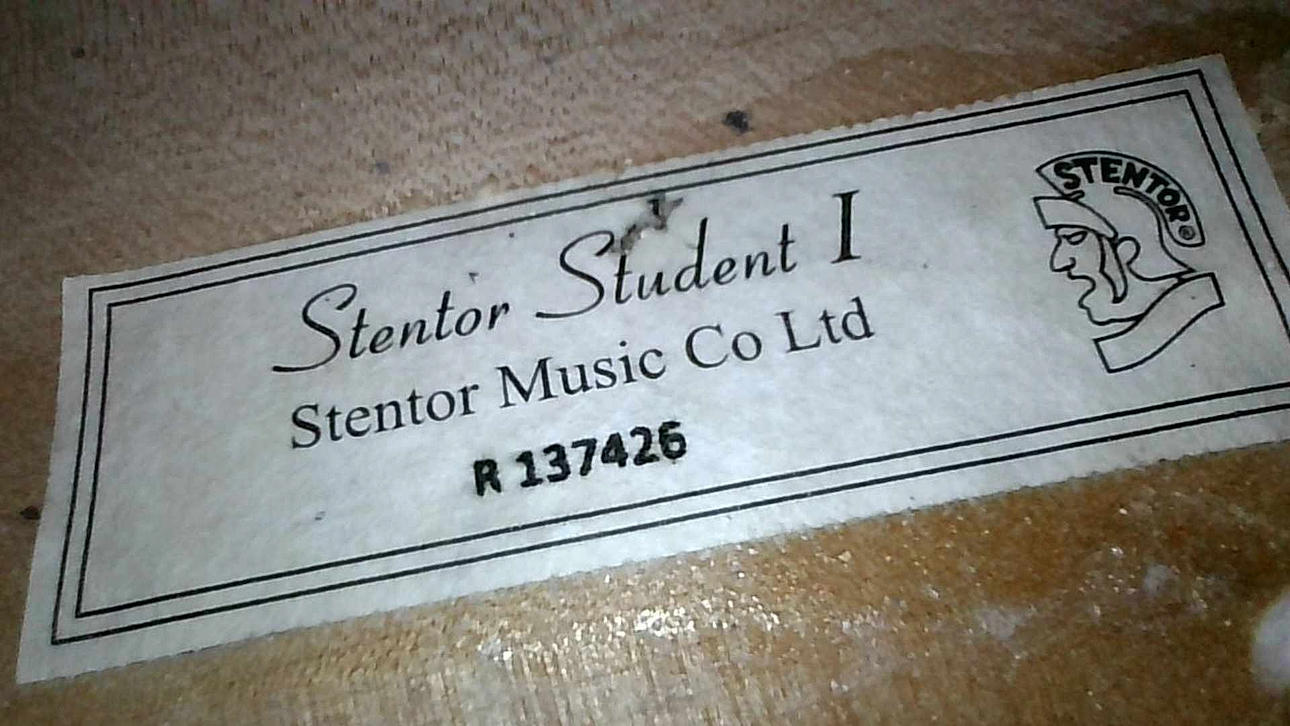 Stentor Student I
Stentor Music Co Ltd
R 137426
STENTOR®